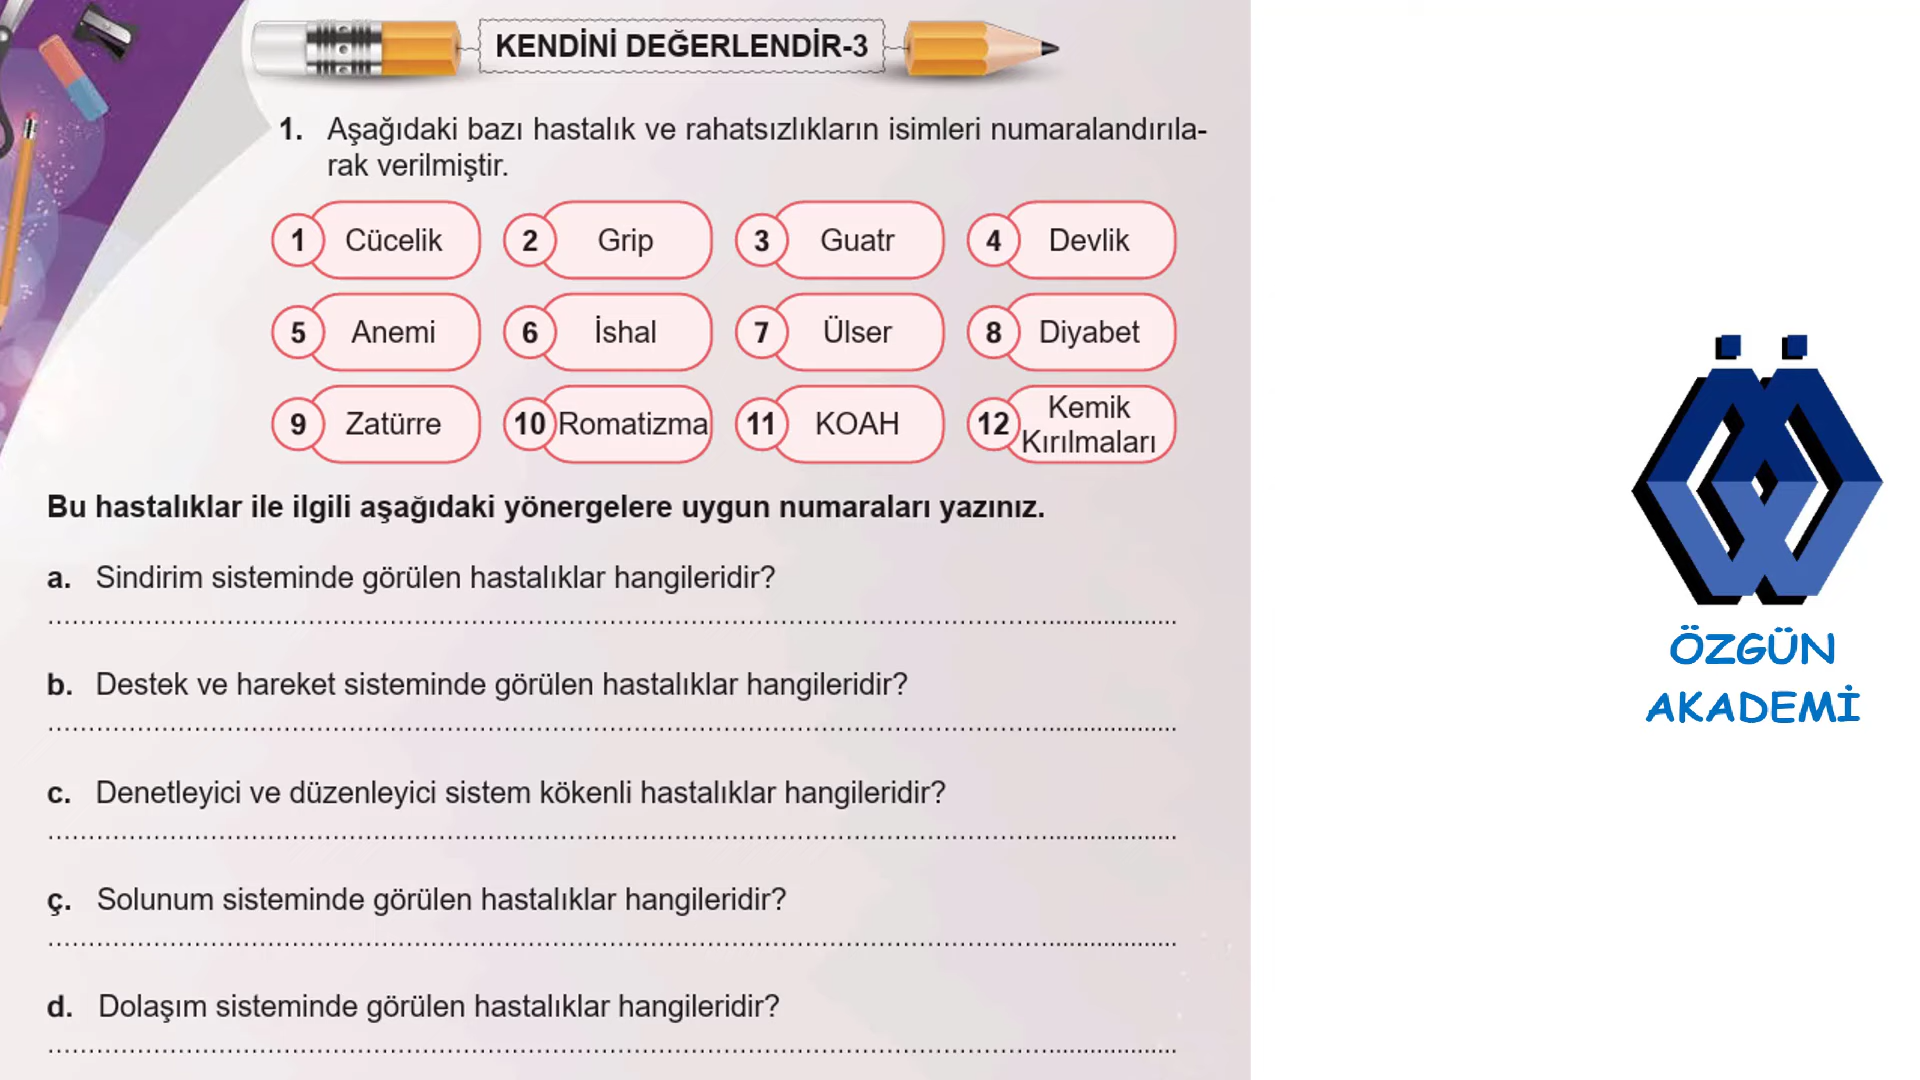 KENDİNİ DEĞERLENDİR-3
1. Aşağıdaki bazı hastalık ve rahatsızlıkların isimleri numaralandırıla-
rak verilmiştir.
1 Cücelik 2 Grip 3 Guatr 4 Devlik
5 Anemi 6 İshal 7 Ülser 8 Diyabet
9 Zatürre 10 Romatizma 11 KOAH 12 Kemik
Kırılmaları
Bu hastalıklar ile ilgili aşağıdaki yönergelere uygun numaraları yazınız.
a. Sindirim sisteminde görülen hastalıklar hangileridir?
b. Destek ve hareket sisteminde görülen hastalıklar hangileridir?
c. Denetleyici ve düzenleyici sistem kökenli hastalıklar hangileridir?
ç. Solunum sisteminde görülen hastalıklar hangileridir?
d. Dolaşım sisteminde görülen hastalıklar hangileridir?
ÖZGÜN
AKADEMİ